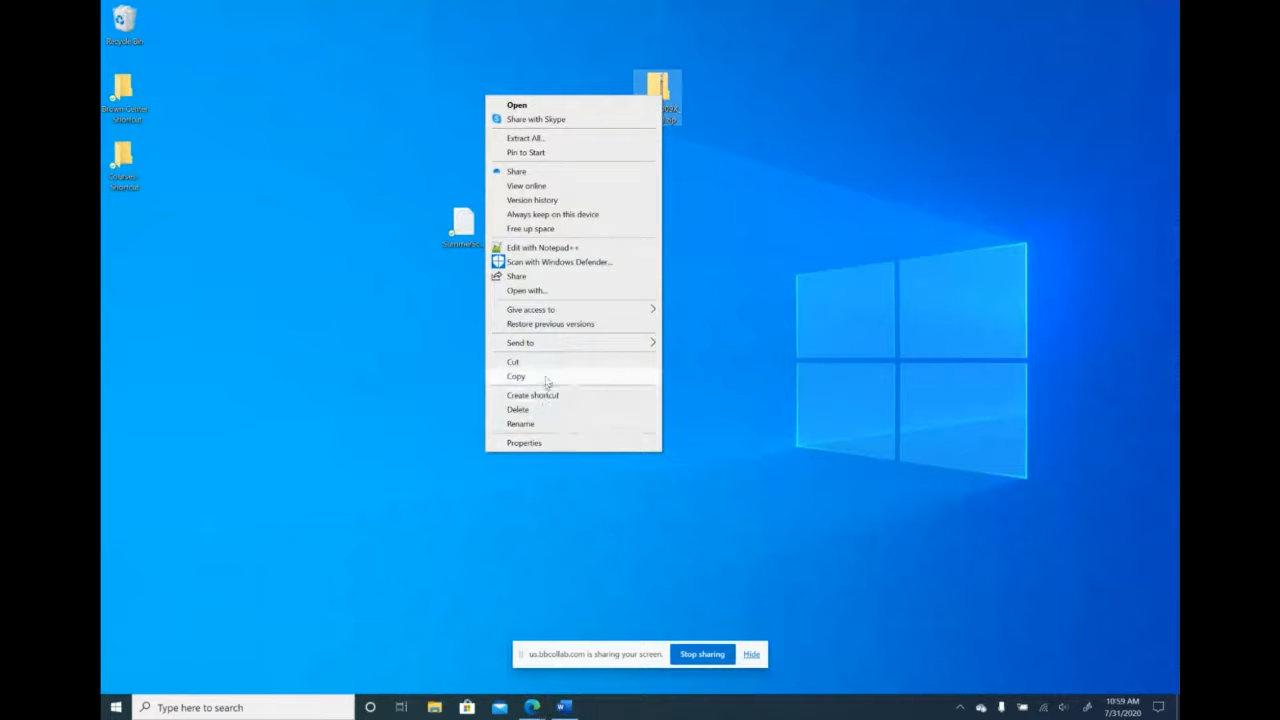 Recycle Bin
Shortcut
Courses -
Shortcut
Open
Share with Skype
Extract All...
Pin to Start
Share
View online
Version history
Always keep on this device
Free up space
Edit with Notepad++
Scan with Windows Defender...
Share
Open with...
Give access to
Restore previous versions
Send to
Cut
Copy
Create shortcut
Delete
Rename
Properties
us.bbcollab.com is sharing your screen.
Stop sharing
Hide
Type here to search
10:59 AM
7/31/2020